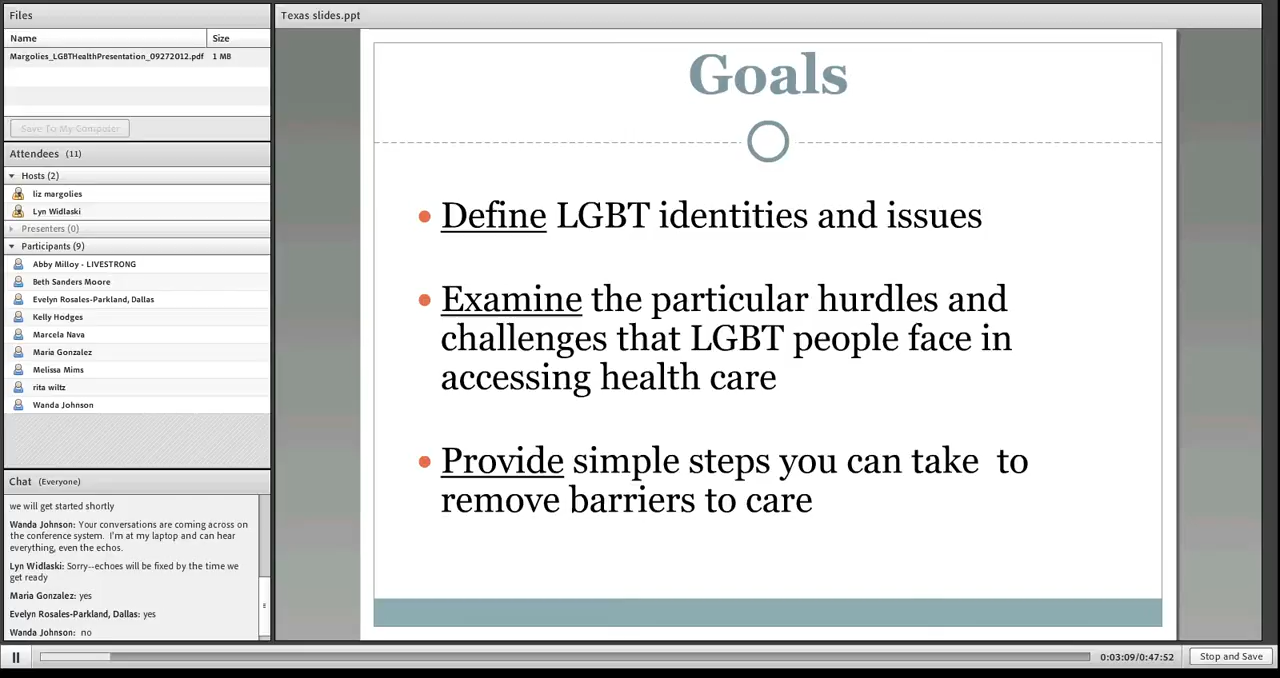 Files
Name Size
Margolies_LGBTHealthPresentation_09272012.pdf 1 MB
Save To My Computer
Attendees (11)
Hosts (2)
liz margolies
Lyn Widlaski
Presenters (0)
Participants (9)
Abby Milloy - LIVESTRONG
Beth Sanders Moore
Evelyn Rosales-Parkland, Dallas
Kelly Hodges
Marcela Nava
Maria Gonzalez
Melissa Mims
rita wiltz
Wanda Johnson
Chat (Everyone)
we will get started shortly
Wanda Johnson: Your conversations are coming across on
the conference system. I'm at my laptop and can hear
everything, even the echos.
Lyn Widlaski: Sorry--echoes will be fixed by the time we
get ready
Maria Gonzalez: yes
Evelyn Rosales-Parkland, Dallas: yes
Wanda Johnson: no
Texas slides.ppt
Goals
• Define LGBT identities and issues
• Examine the particular hurdles and
challenges that LGBT people face in
accessing health care
• Provide simple steps you can take to
remove barriers to care
0:03:09/0:47:52 Stop and Save